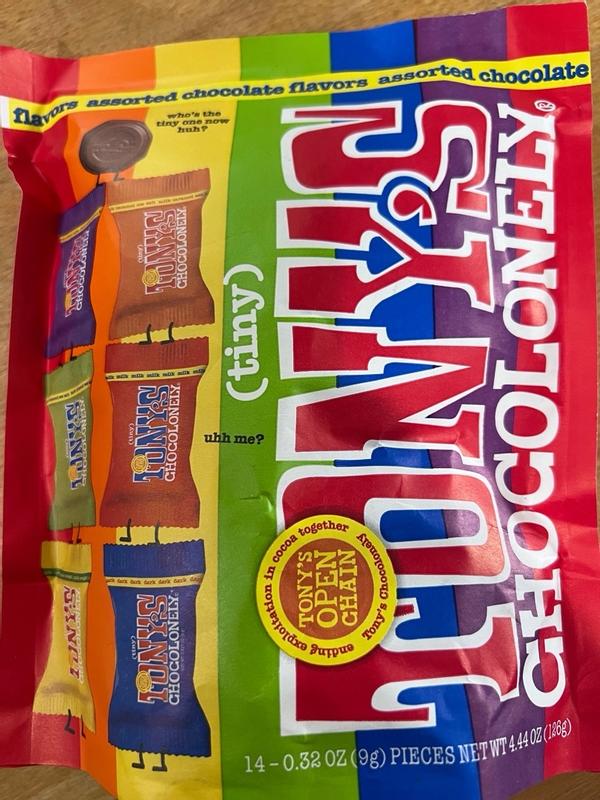 flavors assorted chocolate flavors assorted chocolate
who's the
tiny one now
huh?
(tiny)
TONY'S
CHOCOLONELY®
uhh me?
TONY'S
CHOCOLONELY
TONY'S
CHOCOLONELY
TONY'S
(tiny)
TONY'S
CHOCOLONELY
milk milk milk milk milk milk
TONY'S
dark dark dark dark dark
(tiny)
TONY'S
CHOCOLONELY
ending exploitation in cocoa together
Tony's Chocolonely
TONY'S
OPEN
CHAIN
14 - 0.32 OZ (9g) PIECES NET WT 4.44 OZ (126g)